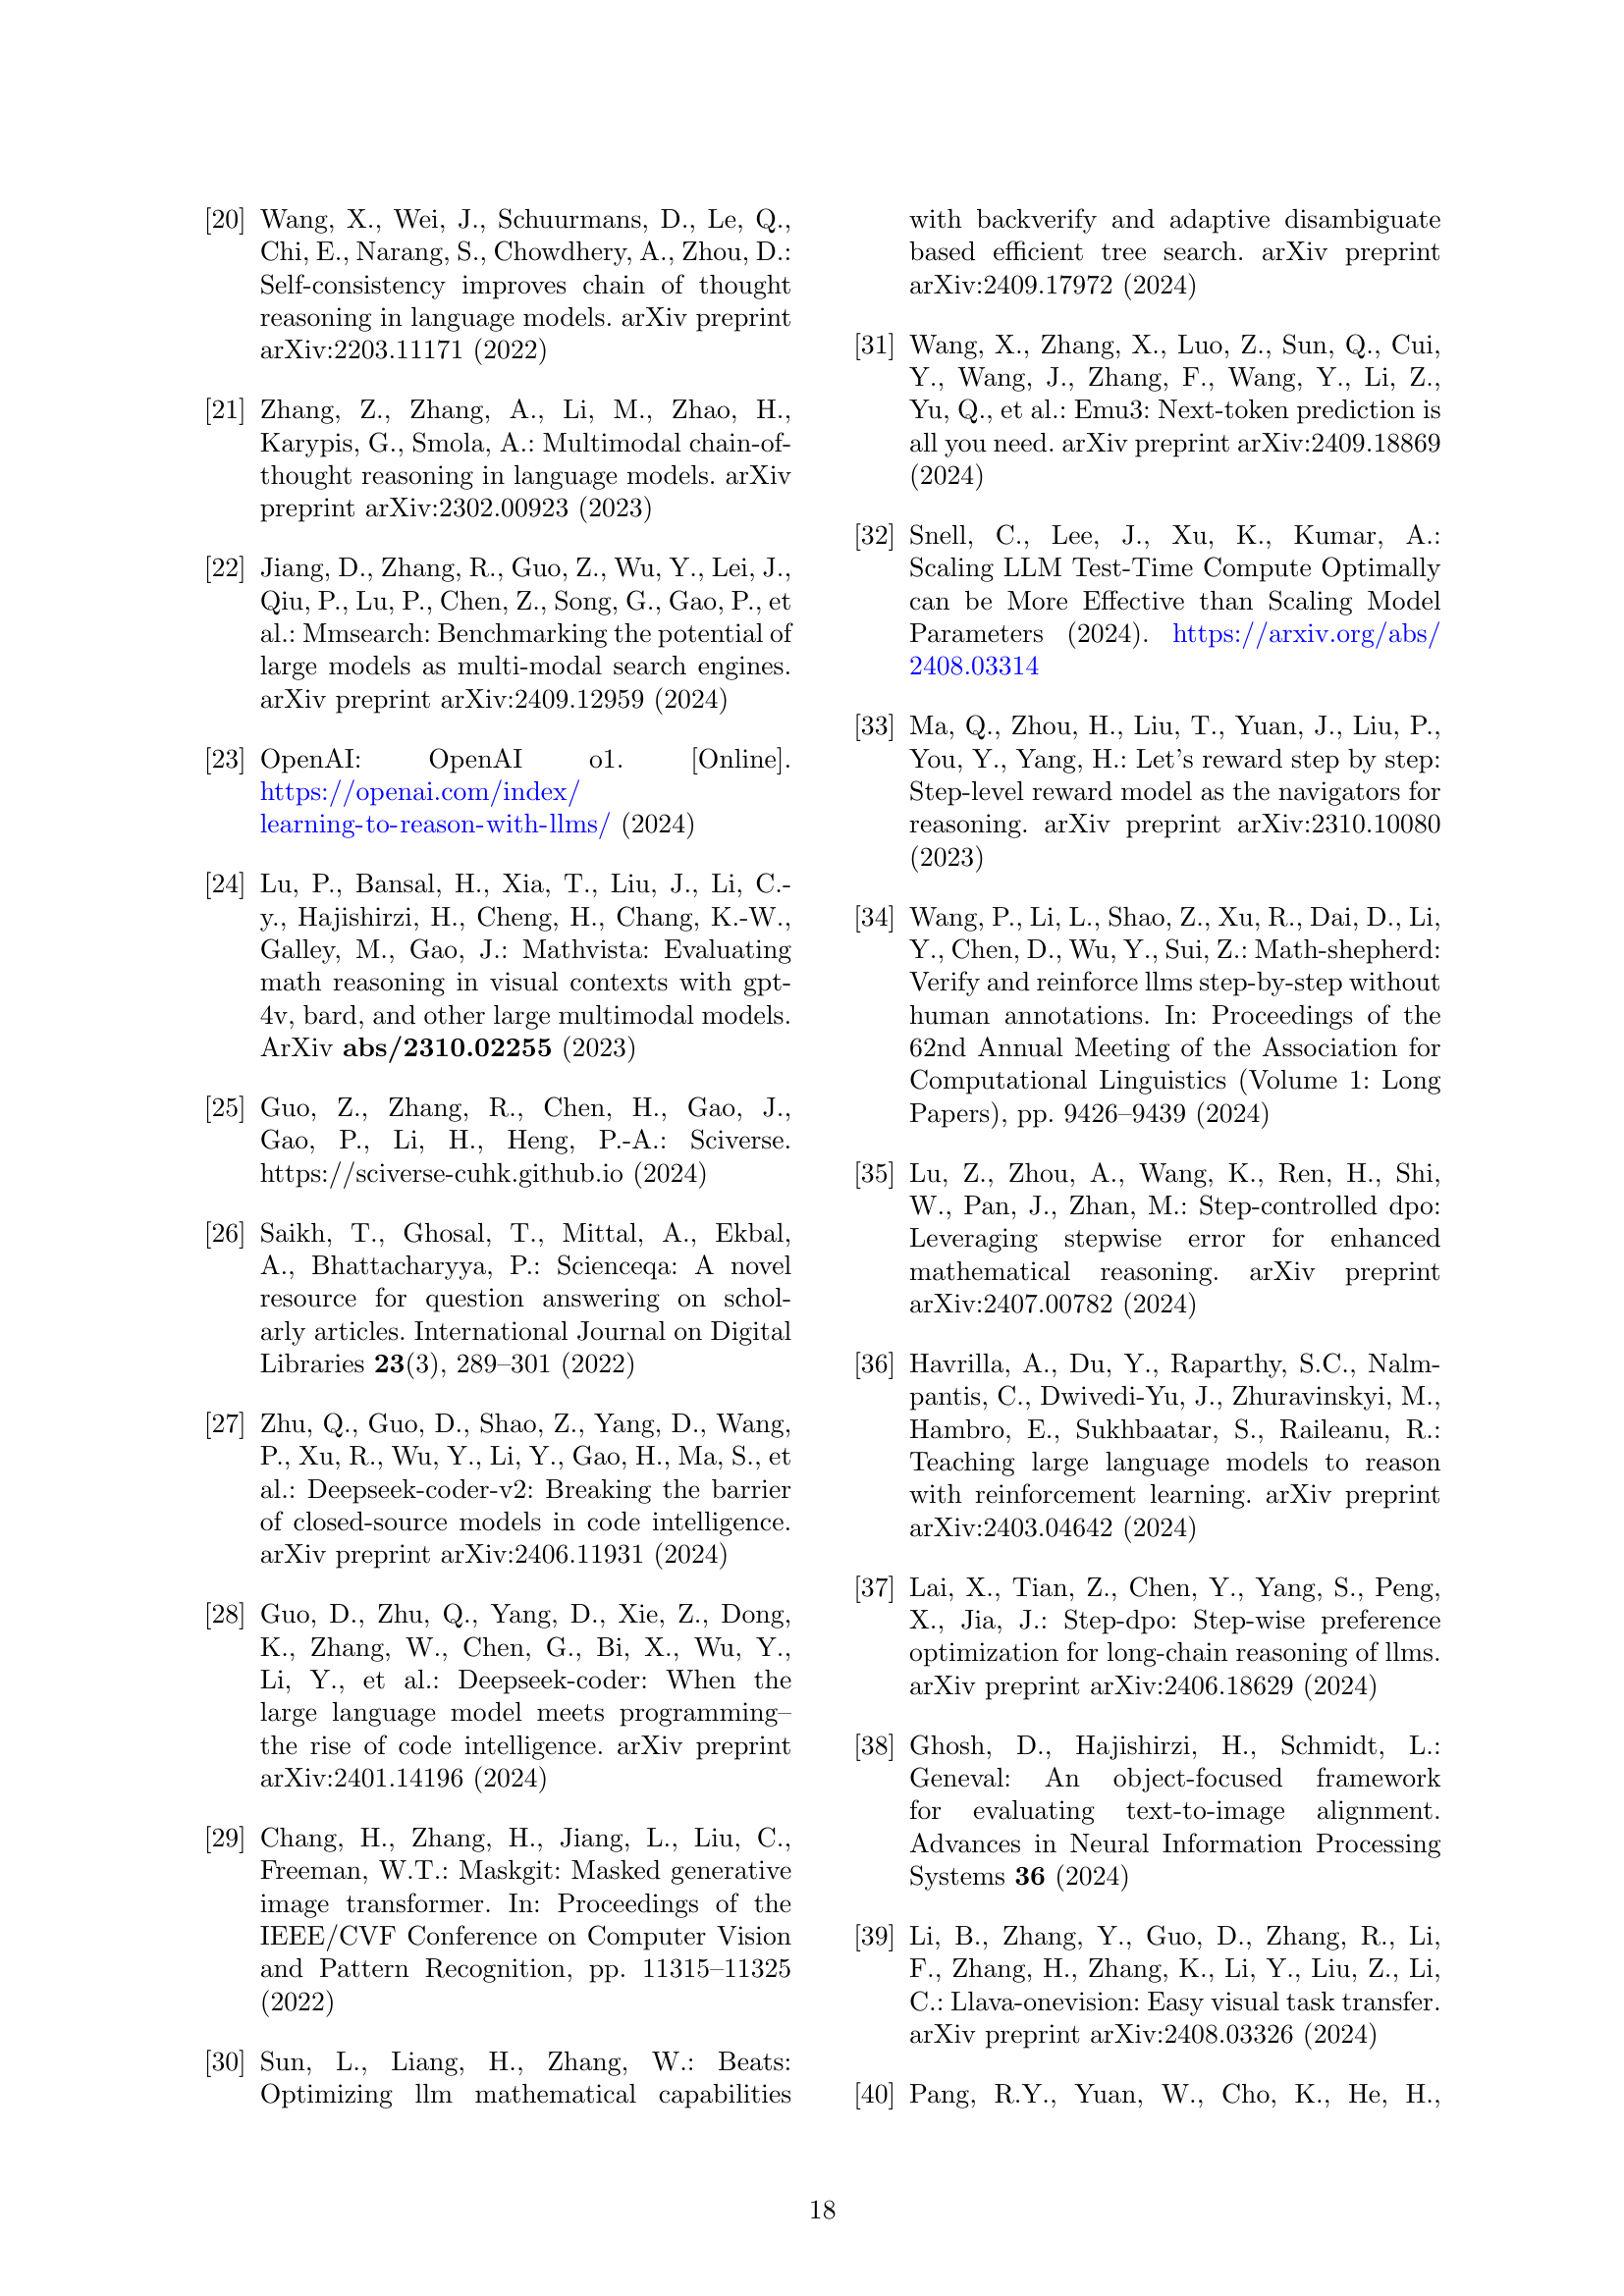 [20] Wang, X., Wei, J., Schuurmans, D., Le, Q.,
Chi, E., Narang, S., Chowdhery, A., Zhou, D.:
Self-consistency improves chain of thought
reasoning in language models. arXiv preprint
arXiv:2203.11171 (2022)
[21] Zhang, Z., Zhang, A., Li, M., Zhao, H.,
Karypis, G., Smola, A.: Multimodal chain-of-
thought reasoning in language models. arXiv
preprint arXiv:2302.00923 (2023)
[22] Jiang, D., Zhang, R., Guo, Z., Wu, Y., Lei, J.,
Qiu, P., Lu, P., Chen, Z., Song, G., Gao, P., et
al.: Mmsearch: Benchmarking the potential of
large models as multi-modal search engines.
arXiv preprint arXiv:2409.12959 (2024)
[23] OpenAI: OpenAI o1. [Online].
https://openai.com/index/
learning-to-reason-with-llms/ (2024)
[24] Lu, P., Bansal, H., Xia, T., Liu, J., Li, C.-
y., Hajishirzi, H., Cheng, H., Chang, K.-W.,
Galley, M., Gao, J.: Mathvista: Evaluating
math reasoning in visual contexts with gpt-
4v, bard, and other large multimodal models.
ArXiv abs/2310.02255 (2023)
[25] Guo, Z., Zhang, R., Chen, H., Gao, J.,
Gao, P., Li, H., Heng, P.-A.: Sciverse.
https://sciverse-cuhk.github.io (2024)
[26] Saikh, T., Ghosal, T., Mittal, A., Ekbal,
A., Bhattacharyya, P.: Scienceqa: A novel
resource for question answering on schol-
arly articles. International Journal on Digital
Libraries 23(3), 289–301 (2022)
[27] Zhu, Q., Guo, D., Shao, Z., Yang, D., Wang,
P., Xu, R., Wu, Y., Li, Y., Gao, H., Ma, S., et
al.: Deepseek-coder-v2: Breaking the barrier
of closed-source models in code intelligence.
arXiv preprint arXiv:2406.11931 (2024)
[28] Guo, D., Zhu, Q., Yang, D., Xie, Z., Dong,
K., Zhang, W., Chen, G., Bi, X., Wu, Y.,
Li, Y., et al.: Deepseek-coder: When the
large language model meets programming–
the rise of code intelligence. arXiv preprint
arXiv:2401.14196 (2024)
[29] Chang, H., Zhang, H., Jiang, L., Liu, C.,
Freeman, W.T.: Maskgit: Masked generative
image transformer. In: Proceedings of the
IEEE/CVF Conference on Computer Vision
and Pattern Recognition, pp. 11315–11325
(2022)
[30] Sun, L., Liang, H., Zhang, W.: Beats:
Optimizing llm mathematical capabilities
with backverify and adaptive disambiguate
based efficient tree search. arXiv preprint
arXiv:2409.17972 (2024)
[31] Wang, X., Zhang, X., Luo, Z., Sun, Q., Cui,
Y., Wang, J., Zhang, F., Wang, Y., Li, Z.,
Yu, Q., et al.: Emu3: Next-token prediction is
all you need. arXiv preprint arXiv:2409.18869
(2024)
[32] Snell, C., Lee, J., Xu, K., Kumar, A.:
Scaling LLM Test-Time Compute Optimally
can be More Effective than Scaling Model
Parameters (2024). https://arxiv.org/abs/
2408.03314
[33] Ma, Q., Zhou, H., Liu, T., Yuan, J., Liu, P.,
You, Y., Yang, H.: Let's reward step by step:
Step-level reward model as the navigators for
reasoning. arXiv preprint arXiv:2310.10080
(2023)
[34] Wang, P., Li, L., Shao, Z., Xu, R., Dai, D., Li,
Y., Chen, D., Wu, Y., Sui, Z.: Math-shepherd:
Verify and reinforce llms step-by-step without
human annotations. In: Proceedings of the
62nd Annual Meeting of the Association for
Computational Linguistics (Volume 1: Long
Papers), pp. 9426–9439 (2024)
[35] Lu, Z., Zhou, A., Wang, K., Ren, H., Shi,
W., Pan, J., Zhan, M.: Step-controlled dpo:
Leveraging stepwise error for enhanced
mathematical reasoning. arXiv preprint
arXiv:2407.00782 (2024)
[36] Havrilla, A., Du, Y., Raparthy, S.C., Nalm-
pantis, C., Dwivedi-Yu, J., Zhuravinskyi, M.,
Hambro, E., Sukhbaatar, S., Raileanu, R.:
Teaching large language models to reason
with reinforcement learning. arXiv preprint
arXiv:2403.04642 (2024)
[37] Lai, X., Tian, Z., Chen, Y., Yang, S., Peng,
X., Jia, J.: Step-dpo: Step-wise preference
optimization for long-chain reasoning of llms.
arXiv preprint arXiv:2406.18629 (2024)
[38] Ghosh, D., Hajishirzi, H., Schmidt, L.:
Geneval: An object-focused framework
for evaluating text-to-image alignment.
Advances in Neural Information Processing
Systems 36 (2024)
[39] Li, B., Zhang, Y., Guo, D., Zhang, R., Li,
F., Zhang, H., Zhang, K., Li, Y., Liu, Z., Li,
C.: Llava-onevision: Easy visual task transfer.
arXiv preprint arXiv:2408.03326 (2024)
[40] Pang, R.Y., Yuan, W., Cho, K., He, H.,
18